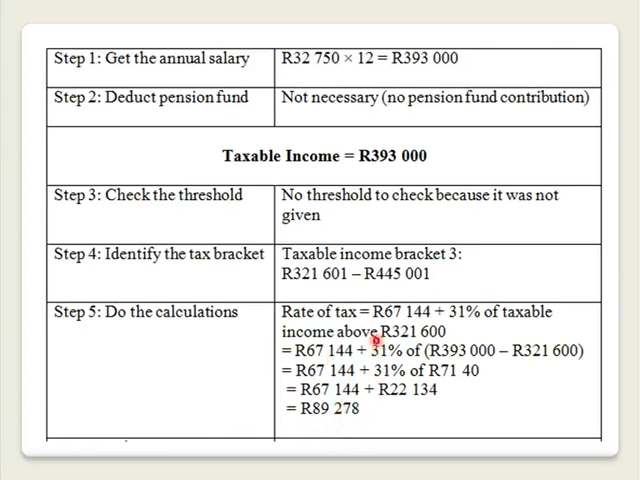 Step 1: Get the annual salary
R32 750 × 12 = R393 000
Step 2: Deduct pension fund
Not necessary (no pension fund contribution)
Taxable Income = R393 000
Step 3: Check the threshold
No threshold to check because it was not
given
Step 4: Identify the tax bracket
Taxable income bracket 3:
R321 601 – R445 001
Step 5: Do the calculations
Rate of tax = R67 144 + 31% of taxable
income above R321 600
= R67 144 + 31% of (R393 000 – R321 600)
= R67 144 + 31% of R71 40
= R67 144 + R22 134
= R89 278